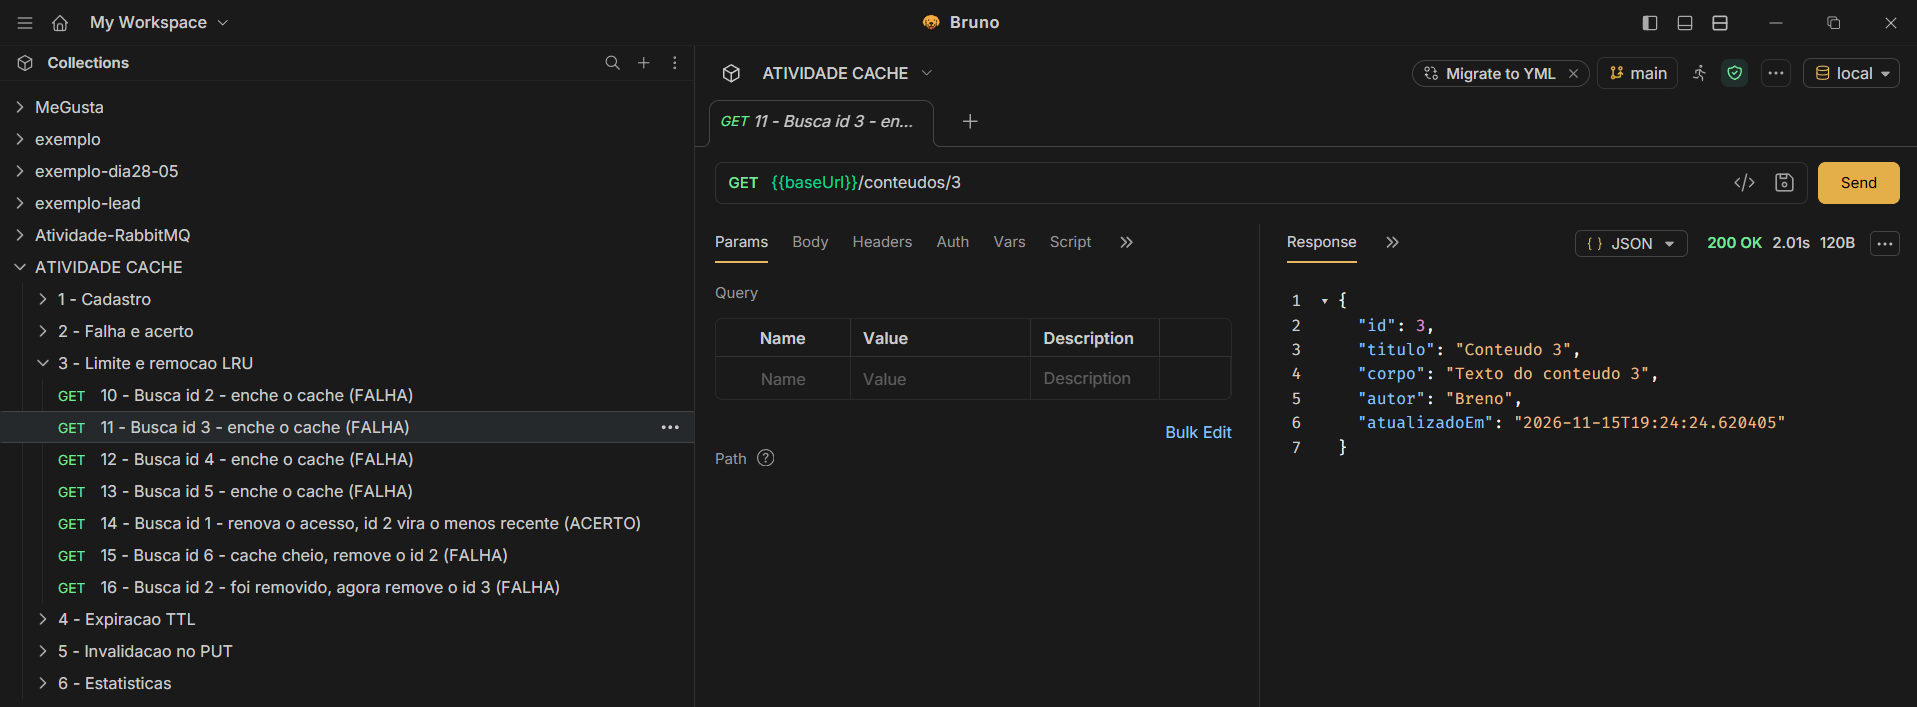 My Workspace
Bruno
Collections
MeGusta
exemplo
exemplo-dia28-05
exemplo-lead
Atividade-RabbitMQ
ATIVIDADE CACHE
1 - Cadastro
2 - Falha e acerto
3 - Limite e remocao LRU
GET 10 - Busca id 2 - enche o cache (FALHA)
GET 11 - Busca id 3 - enche o cache (FALHA)
GET 12 - Busca id 4 - enche o cache (FALHA)
GET 13 - Busca id 5 - enche o cache (FALHA)
GET 14 - Busca id 1 - renova o acesso, id 2 vira o menos recente (ACERTO)
GET 15 - Busca id 6 - cache cheio, remove o id 2 (FALHA)
GET 16 - Busca id 2 - foi removido, agora remove o id 3 (FALHA)
4 - Expiracao TTL
5 - Invalidacao no PUT
6 - Estatisticas
ATIVIDADE CACHE
Migrate to YML
main
local
GET 11 - Busca id 3 - en...
GET {{baseUrl}}/conteudos/3
Send
Params Body Headers Auth Vars Script
Query
Name Value Description
Name Value Description
Bulk Edit
Path
Response
{ } JSON
200 OK 2.01s 120B
1 {
2 "id": 3,
3 "titulo": "Conteudo 3",
4 "corpo": "Texto do conteudo 3",
5 "autor": "Breno",
6 "atualizadoEm": "2026-11-15T19:24:24.620405"
7 }